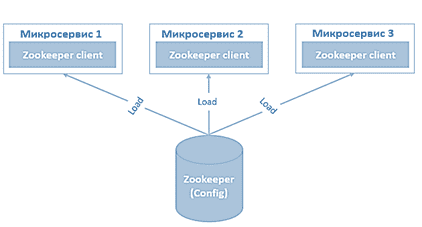 Микросервис 1
Zookeeper client
Микросервис 2
Zookeeper client
Микросервис 3
Zookeeper client
Load
Load
Load
Zookeeper
(Config)